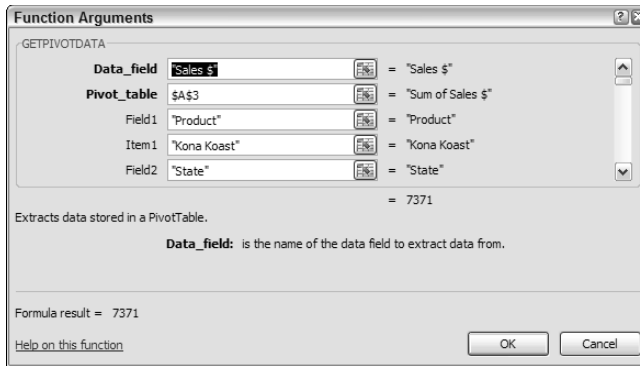 Function Arguments
GETPIVOTDATA
Data_field "Sales $" = "Sales $"
Pivot_table $A$3 = "Sum of Sales $"
Field1 "Product" = "Product"
Item1 "Kona Koast" = "Kona Koast"
Field2 "State" = "State"
= 7371
Extracts data stored in a PivotTable.
Data_field: is the name of the data field to extract data from.
Formula result = 7371
Help on this function OK Cancel